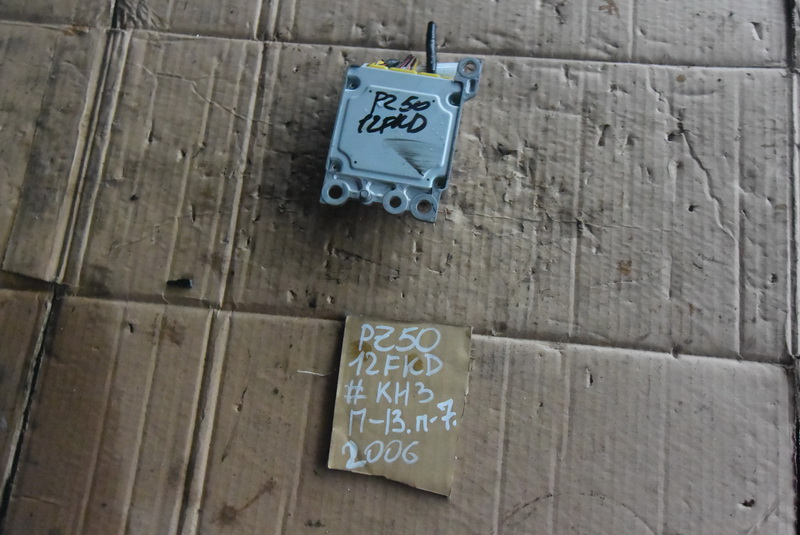 PZ50
12FKD
PZ50
12FKD
# KH3
П-13.п-7.
2006